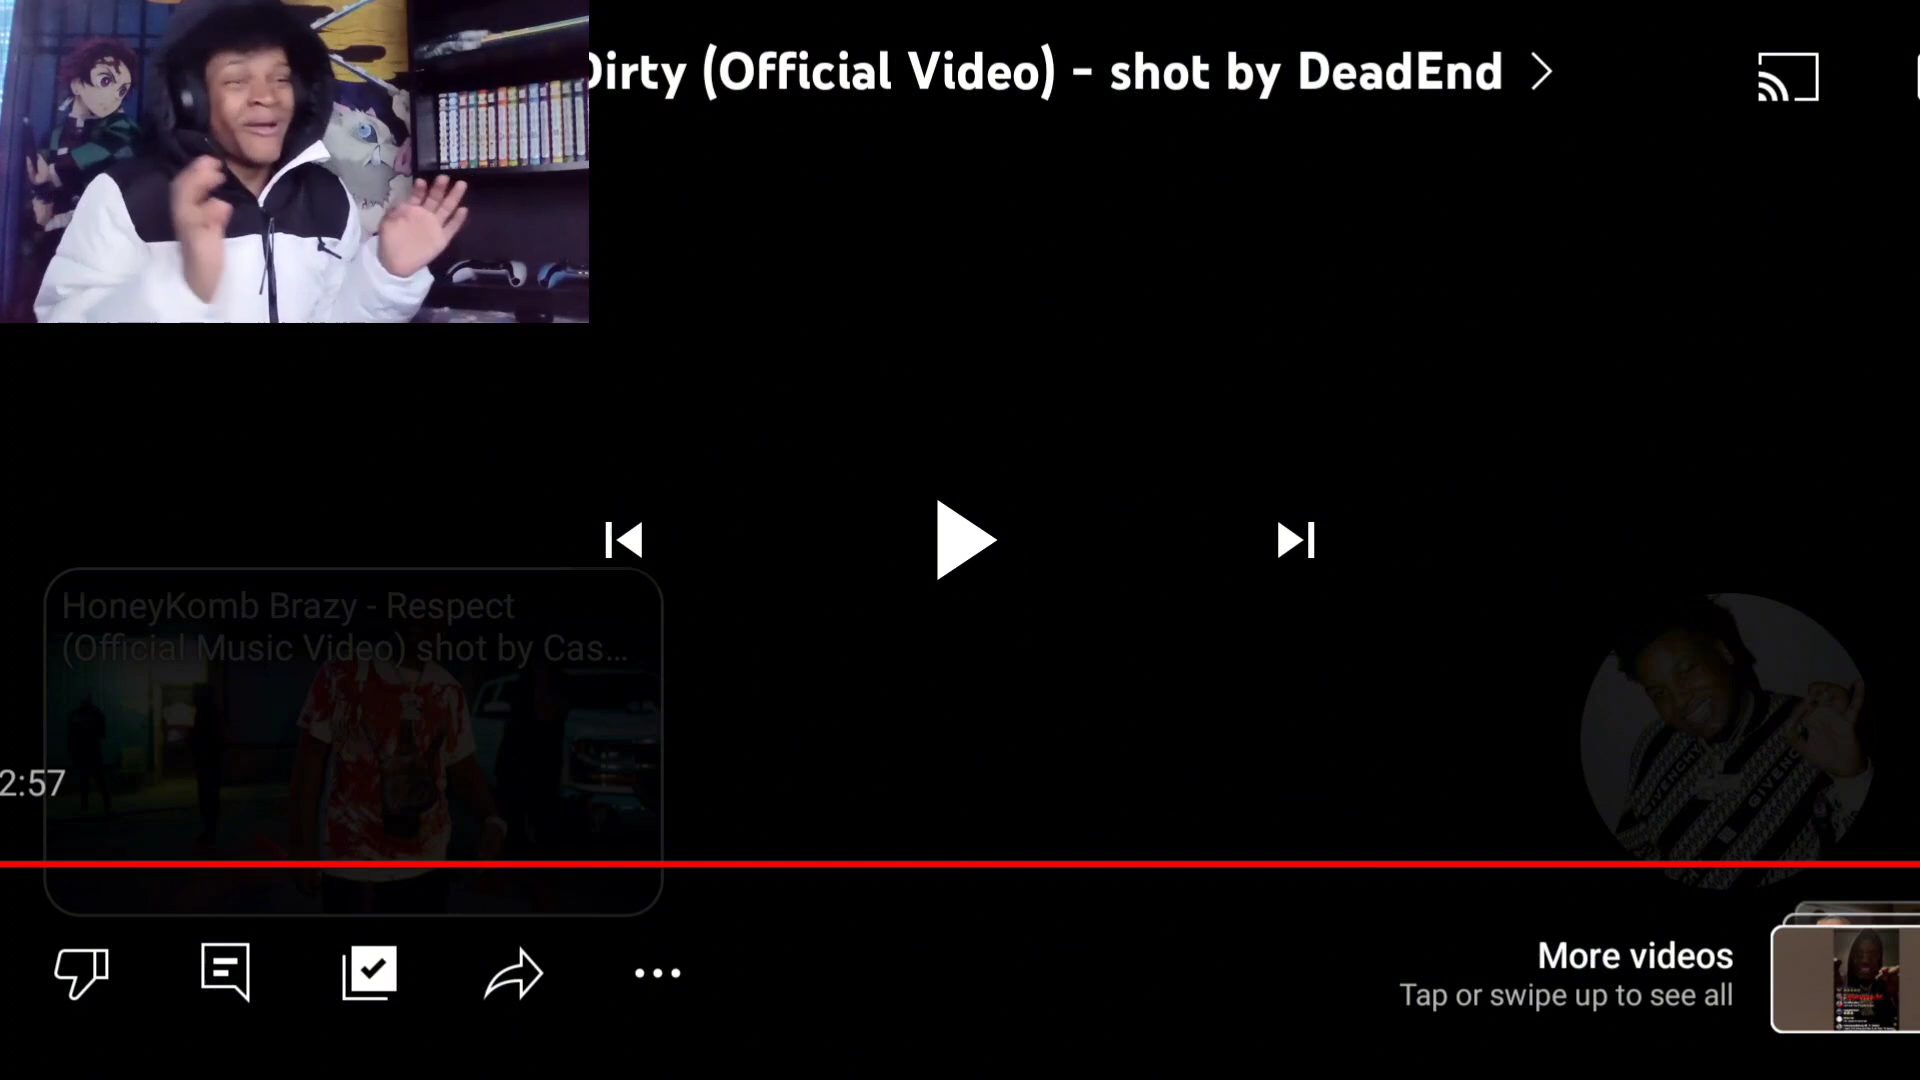 Dirty (Official Video) - shot by DeadEnd
HoneyKomb Brazy - Respect
(Official Music Video) shot by Cas...
2:57
GIVENCHY
More videos
Tap or swipe up to see all